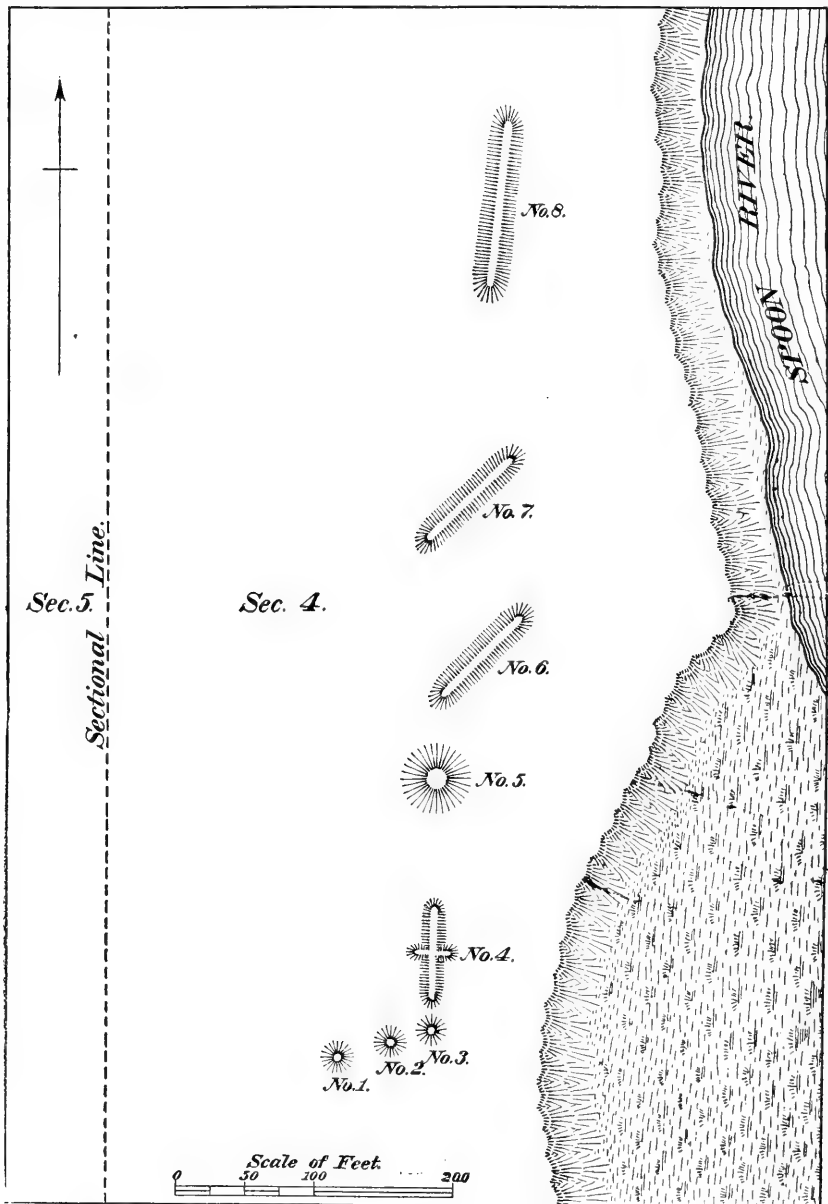 RIVER.
SPOON
No. 8.
No. 7.
Sec. 5.
Sectional Line.
Sec. 4.
No. 6.
No. 5.
No. 4.
No. 3.
No. 2.
No. 1.
Scale of Feet.
0 50 100 200